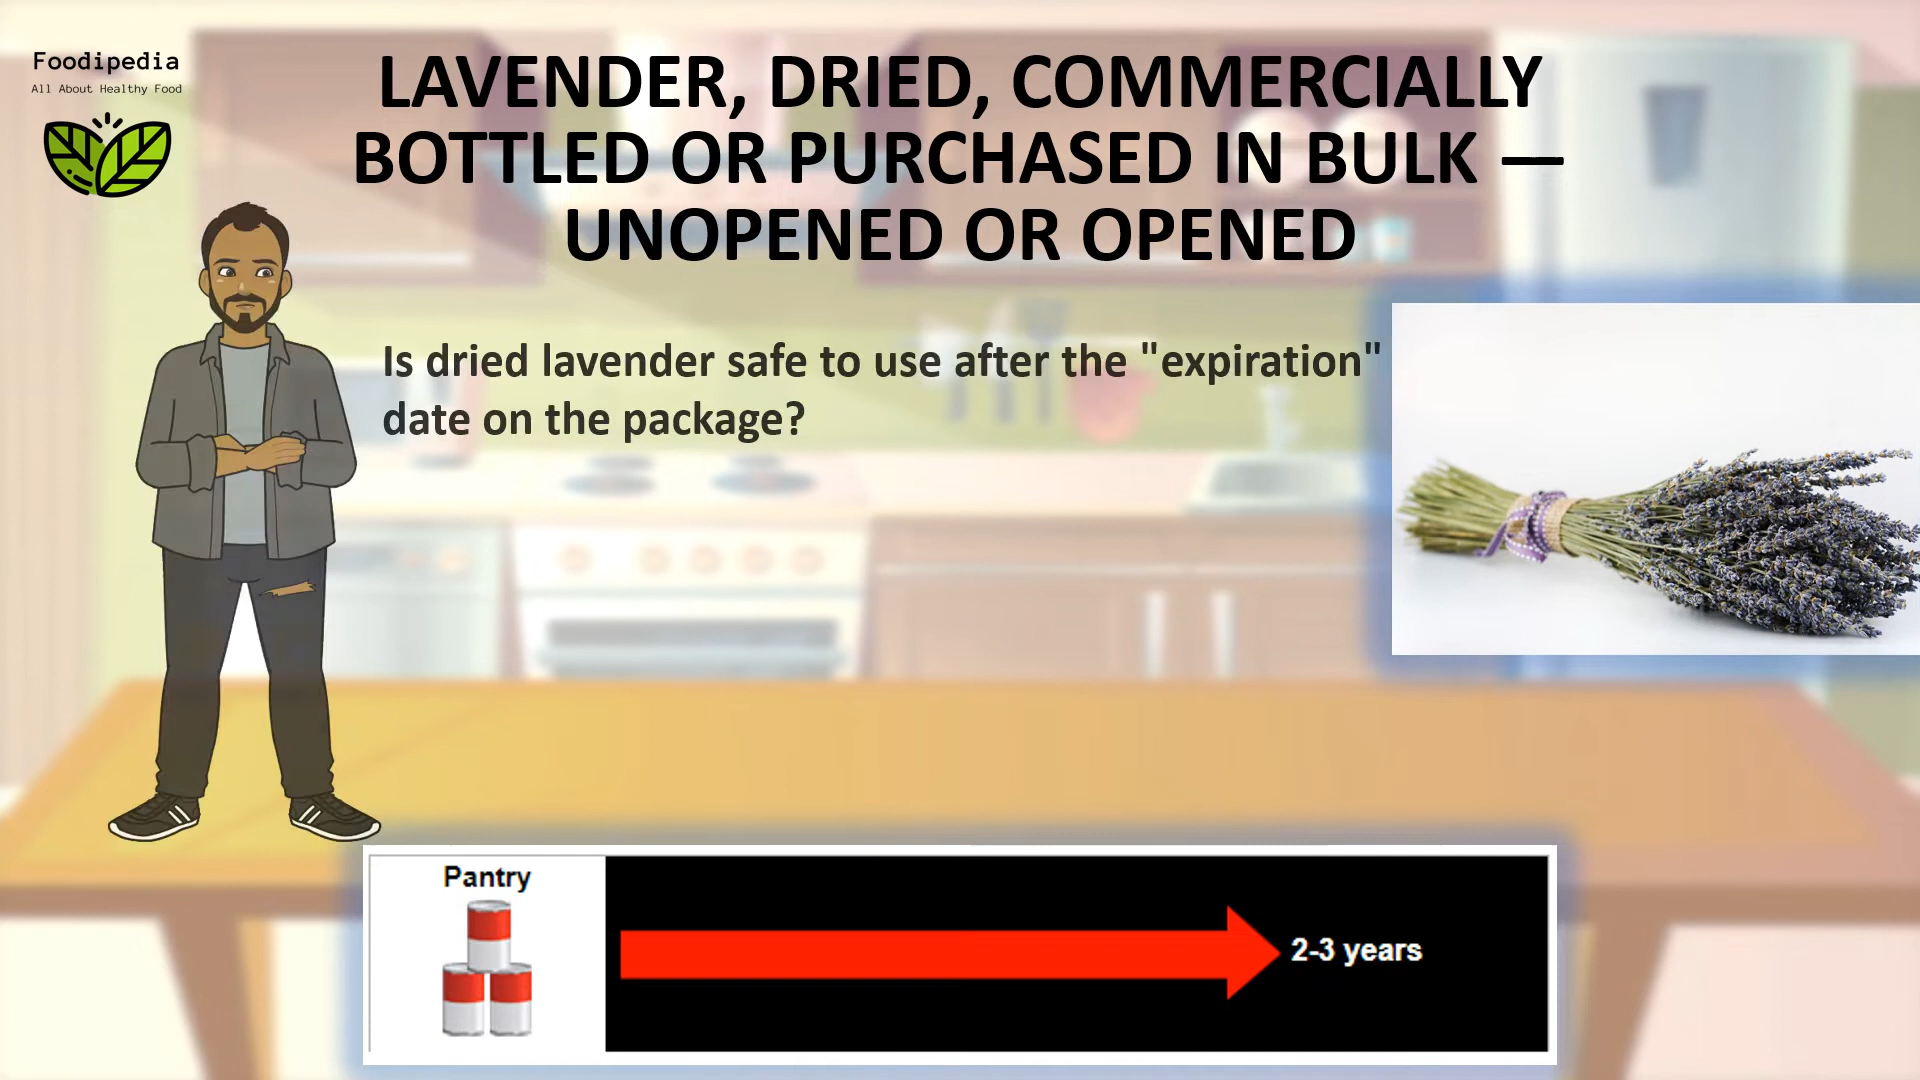 Foodipedia
All About Healthy Food
LAVENDER, DRIED, COMMERCIALLY
BOTTLED OR PURCHASED IN BULK —
UNOPENED OR OPENED
Is dried lavender safe to use after the "expiration"
date on the package?
Pantry
2-3 years